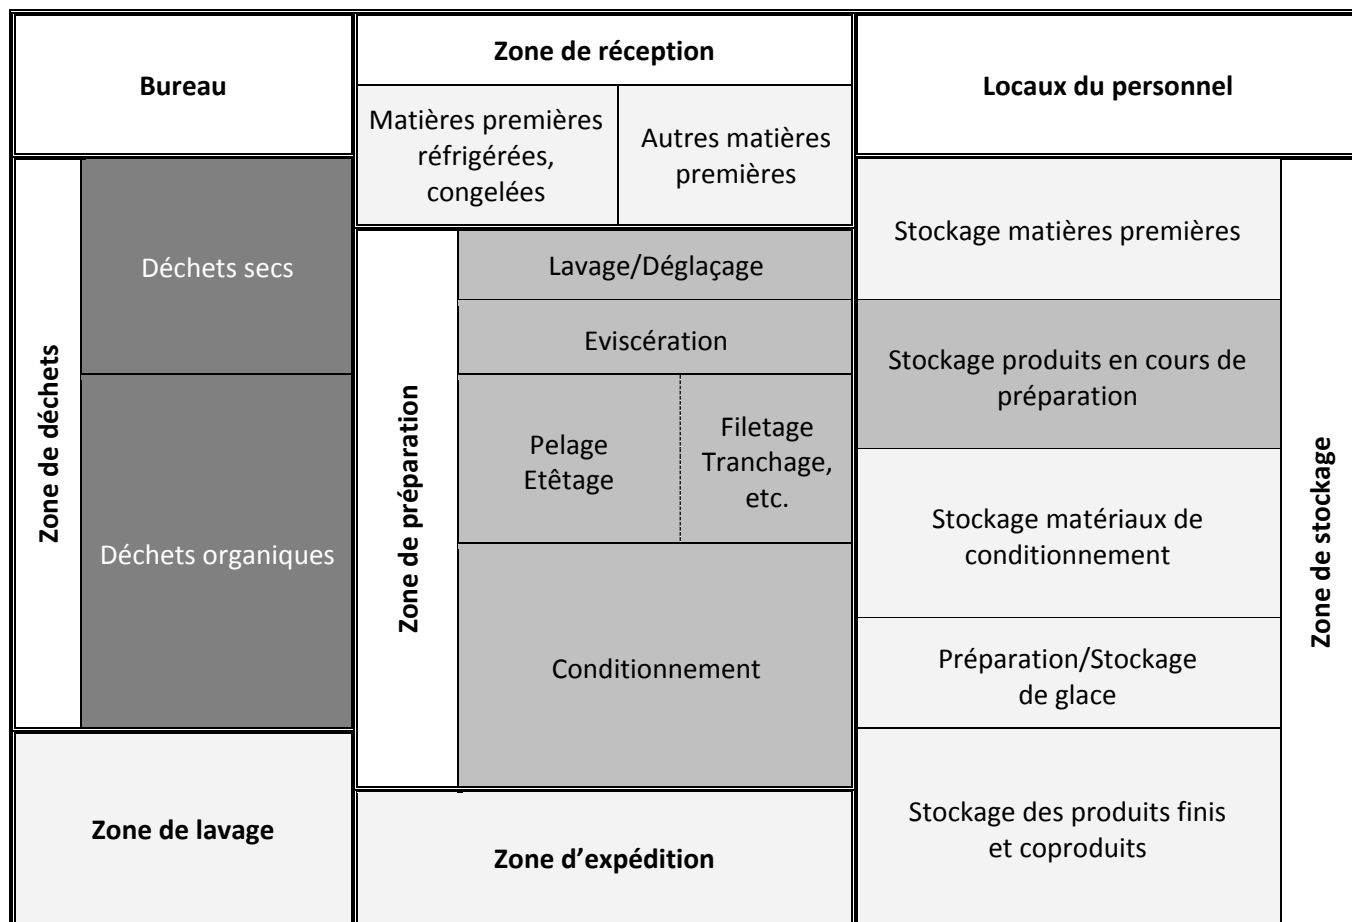 Bureau
Zone de réception
Locaux du personnel
Matières premières
réfrigérées,
congelées
Autres matières
premières
Zone de déchets
Déchets secs
Déchets organiques
Zone de préparation
Lavage/Déglaçage
Eviscération
Pelage
Etêtage
Filetage
Tranchage,
etc.
Conditionnement
Stockage matières premières
Stockage produits en cours de
préparation
Stockage matériaux de
conditionnement
Préparation/Stockage
de glace
Stockage des produits finis
et coproduits
Zone de stockage
Zone de lavage
Zone d’expédition